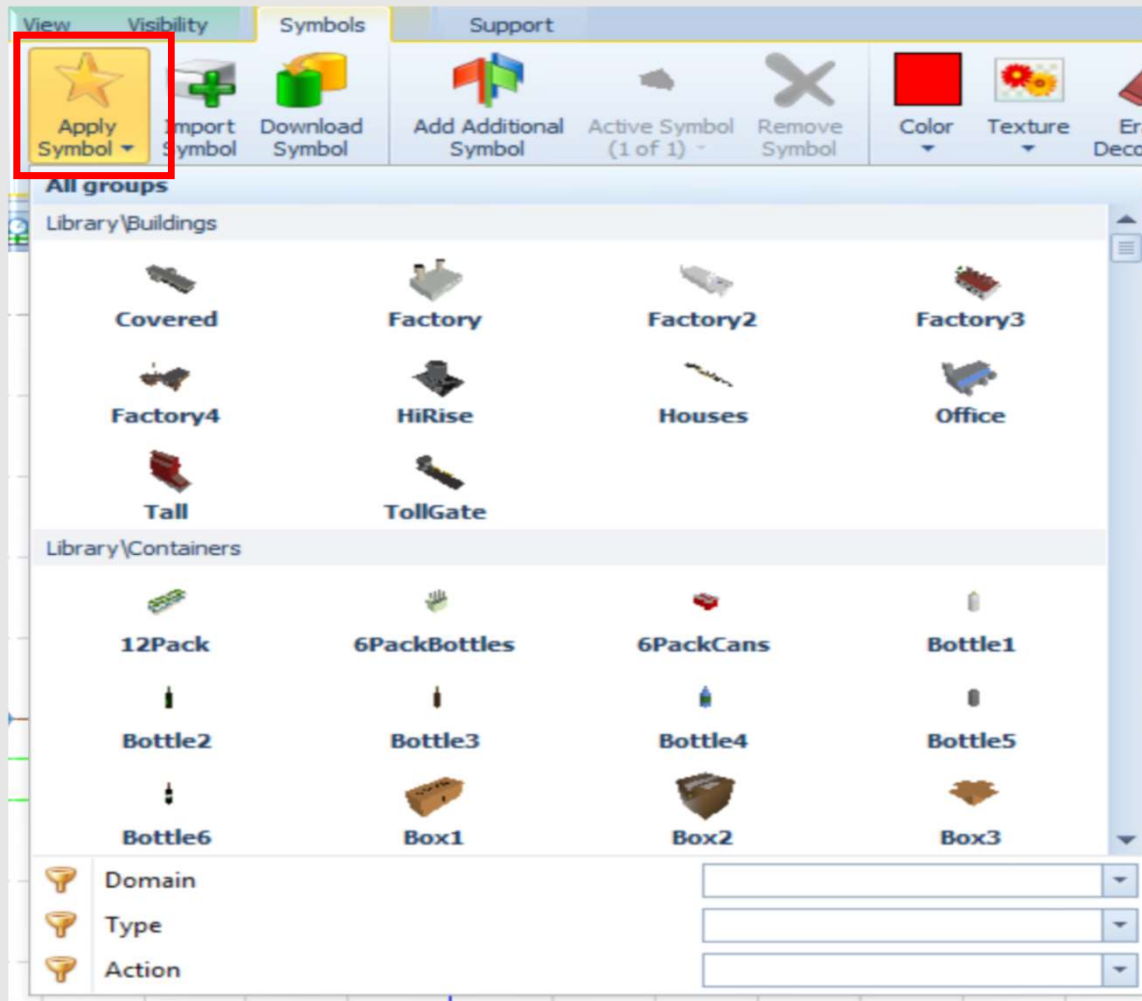 View Visibility Symbols Support
Apply Import Download Add Additional Active Symbol Remove Color Texture
Symbol Symbol Symbol Symbol (1 of 1) Symbol
All groups
Library\Buildings
Covered Factory Factory2 Factory3
Factory4 HiRise Houses Office
Tall TollGate
Library\Containers
12Pack 6PackBottles 6PackCans Bottle1
Bottle2 Bottle3 Bottle4 Bottle5
Bottle6 Box1 Box2 Box3
Domain
Type
Action